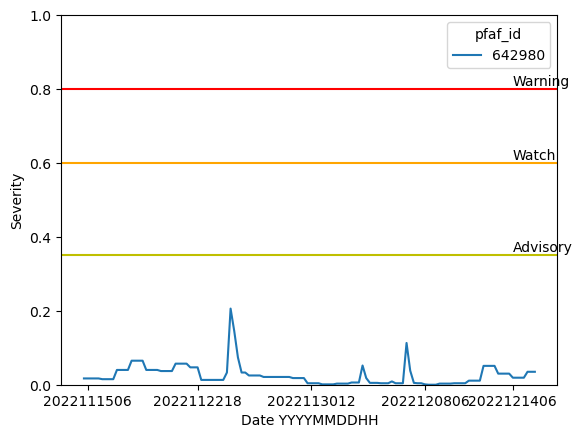 pfaf_id
642980
1.0
0.8
0.6
0.4
0.2
0.0
Warning
Watch
Advisory
Severity
2022111506
2022112218
2022113012
2022120806
2022121406
Date YYYYMMDDHH